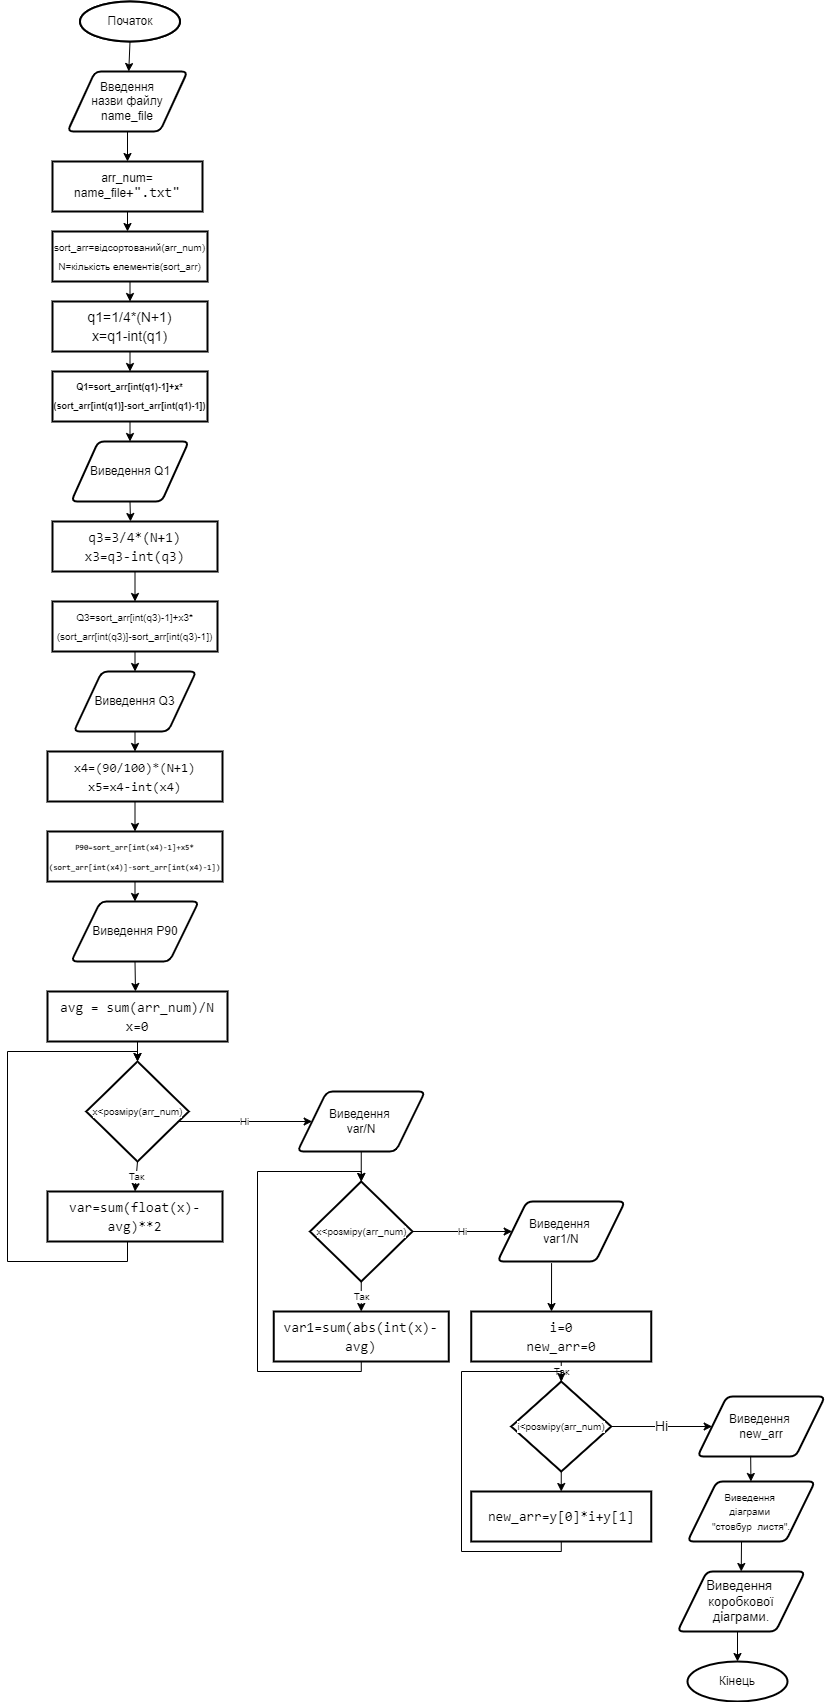 Початок
Введення
назви файлу
name_file
arr_num=
name_file+".txt"
sort_arr=відсортований(arr_num)
N=кількість елементів(sort_arr)
q1=1/4*(N+1)
x=q1-int(q1)
Q1=sort_arr[int(q1)-1]+x*
(sort_arr[int(q1)]-sort_arr[int(q1)-1])
Виведення Q1
q3=3/4*(N+1)
x3=q3-int(q3)
Q3=sort_arr[int(q3)-1]+x3*
(sort_arr[int(q3)]-sort_arr[int(q3)-1])
Виведення Q3
x4=(90/100)*(N+1)
x5=x4-int(x4)
P90=sort_arr[int(x4)-1]+x5*
(sort_arr[int(x4)]-sort_arr[int(x4)-1])
Виведення P90
avg = sum(arr_num)/N
x=0
x<розміру(arr_num)
Ні
Так
var=sum(float(x)-
avg)**2
Виведення
var/N
x<розміру(arr_num)
Ні
Так
var1=sum(abs(int(x)-
avg)
Виведення
var1/N
i=0
new_arr=0
Так
i<розміру(arr_num)
Ні
new_arr=y[0]*i+y[1]
Виведення
new_arr
Виведення
діаграми
"стовбур листя".
Виведення
коробкової
діаграми.
Кінець